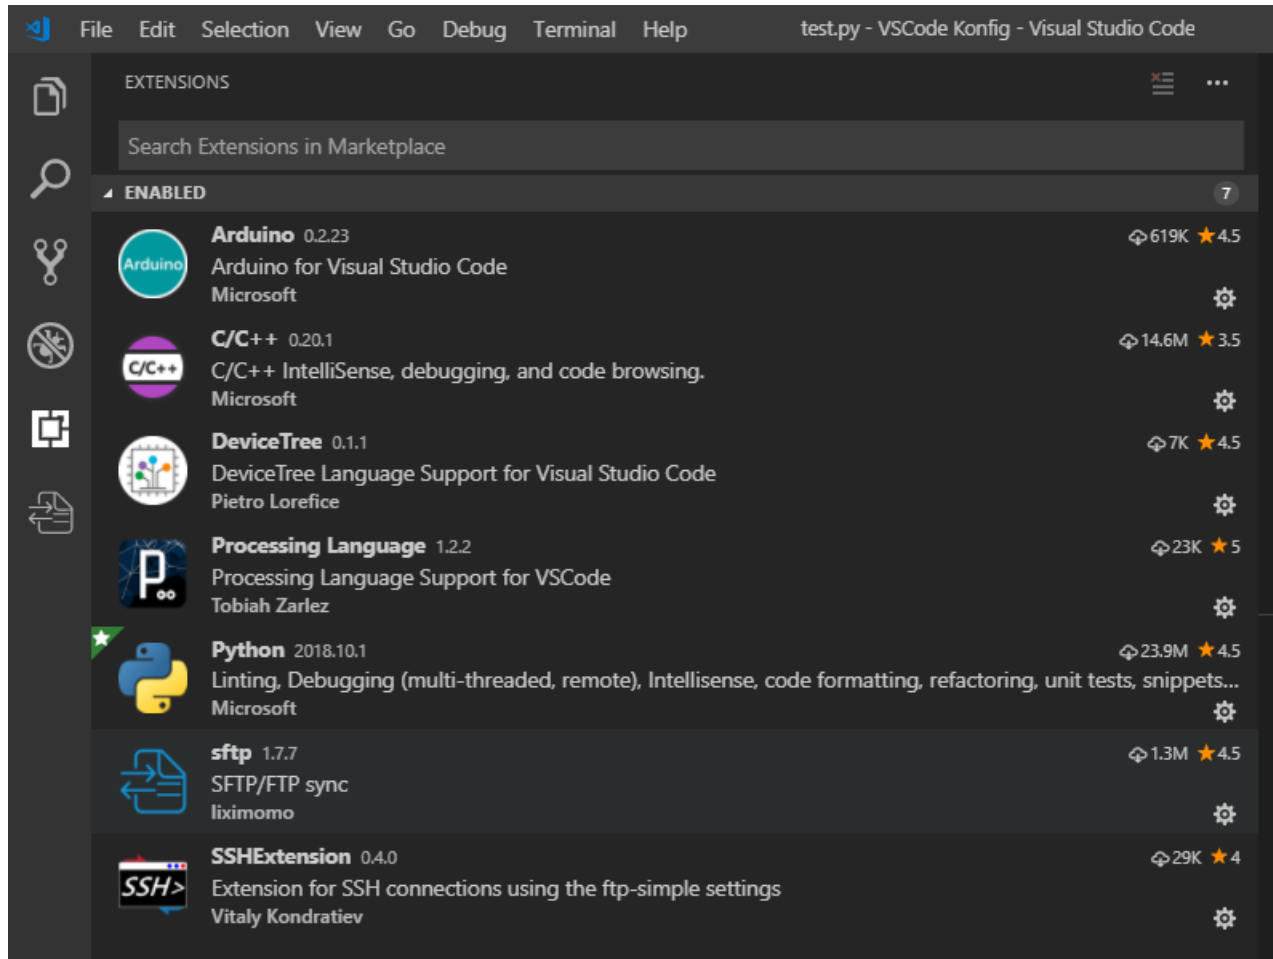 File Edit Selection View Go Debug Terminal Help test.py - VSCode Konfig - Visual Studio Code
EXTENSIONS
Search Extensions in Marketplace
ENABLED 7
Arduino 0.2.23 619K 4.5
Arduino
Arduino for Visual Studio Code
Microsoft
C/C++ 0.20.1 14.6M 3.5
C/C++
C/C++ IntelliSense, debugging, and code browsing.
Microsoft
DeviceTree 0.1.1 7K 4.5
DeviceTree Language Support for Visual Studio Code
Pietro Lorefice
Processing Language 1.2.2 23K 5
P
Processing Language Support for VSCode
Tobiah Zarlez
Python 2018.10.1 23.9M 4.5
Linting, Debugging (multi-threaded, remote), Intellisense, code formatting, refactoring, unit tests, snippets...
Microsoft
sftp 1.7.7 1.3M 4.5
SFTP/FTP sync
liximomo
SSHExtension 0.4.0 29K 4
SSH>
Extension for SSH connections using the ftp-simple settings
Vitaly Kondratiev